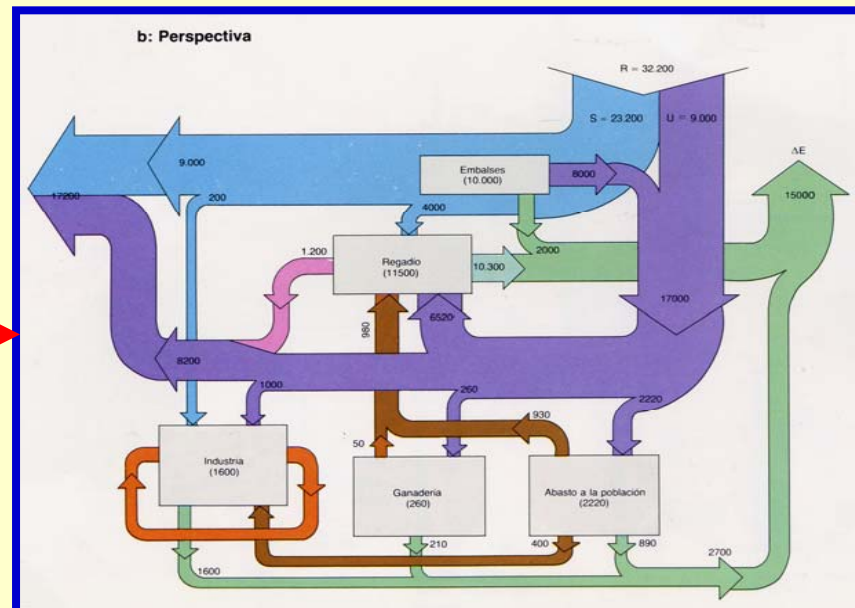 b: Perspectiva
R = 32.200
S = 23.200
U = 9.000
ΔE
9.000
Embalses
(10.000)
8000
17200
200
4000
15000
1.200
Regadío
(11500)
10.300
2000
980
6520
17000
8200
1000
260
2220
50
930
Industria
(1600)
Ganadería
(260)
Abasto a la población
(2220)
1600
210
400
890
2700